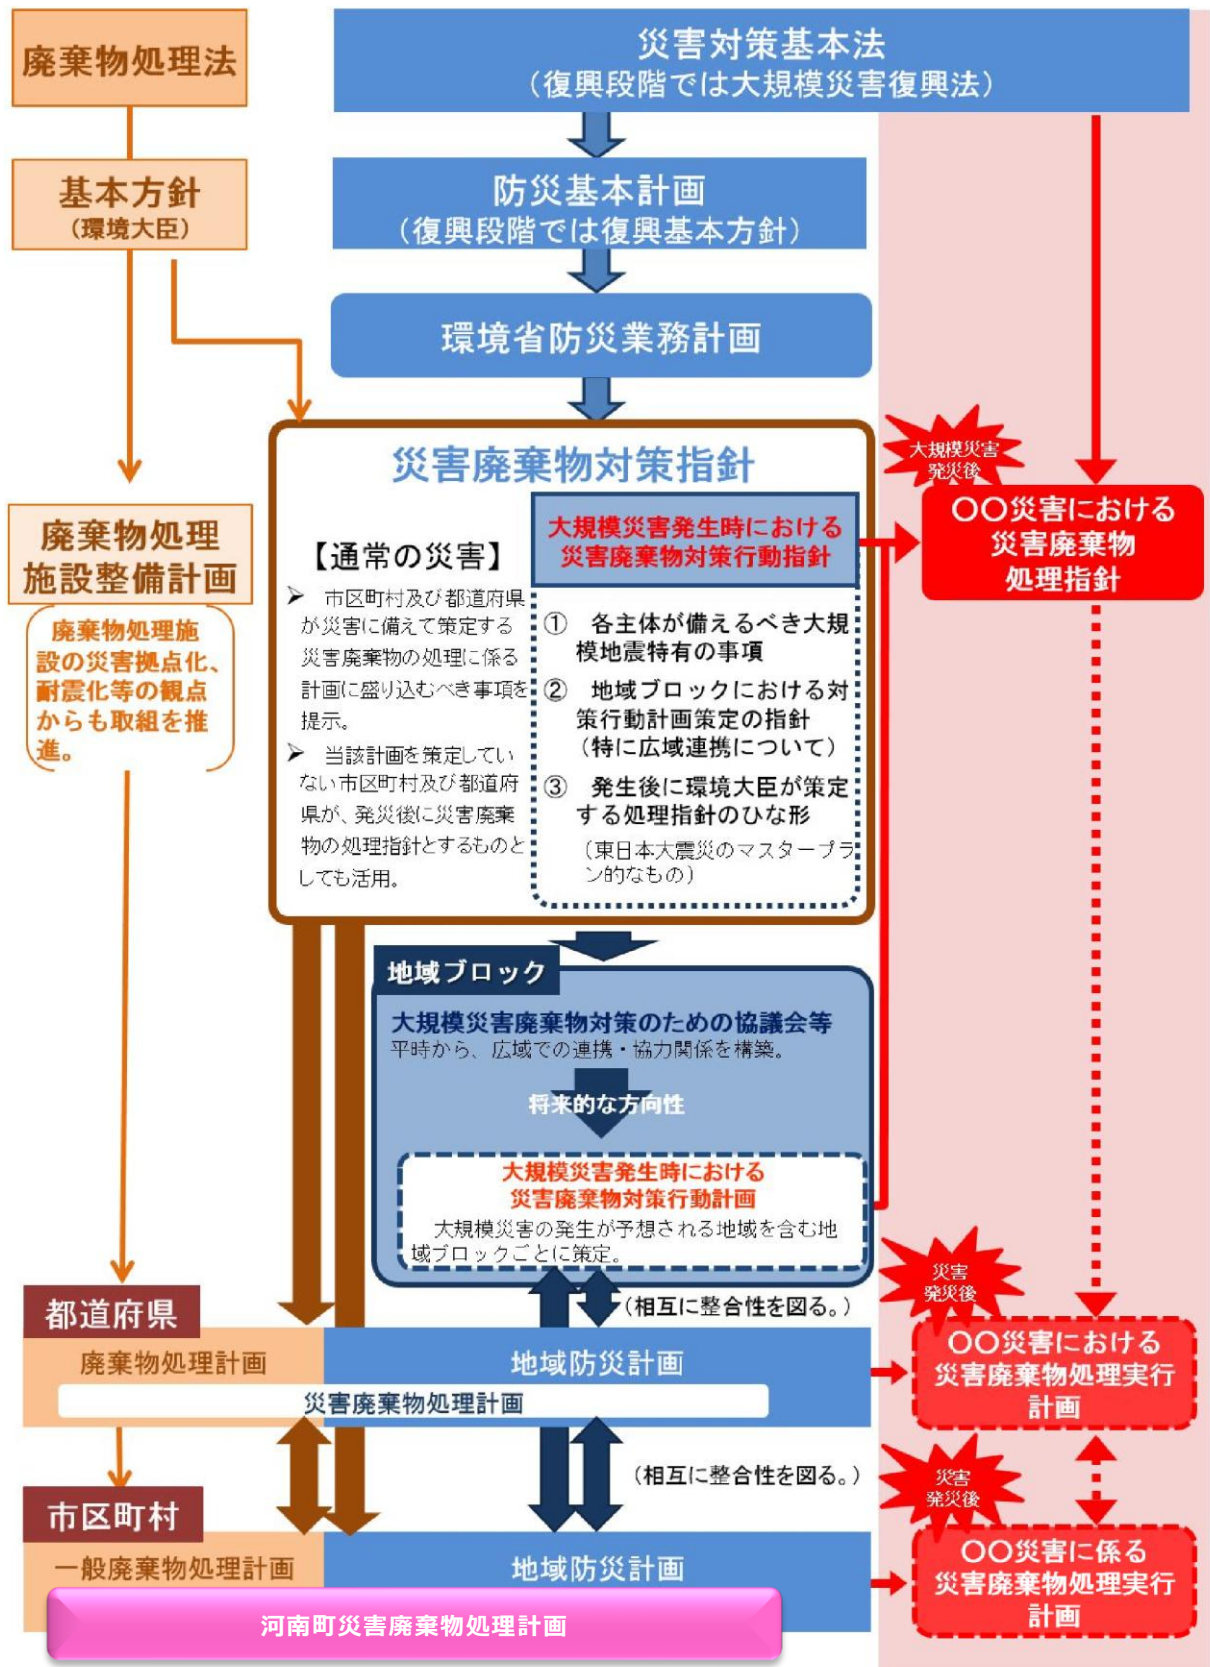 廃棄物処理法
災害対策基本法
（復興段階では大規模災害復興法）
基本方針
（環境大臣）
防災基本計画
（復興段階では復興基本方針）
環境省防災業務計画
廃棄物処理
施設整備計画
廃棄物処理施
設の災害拠点化、
耐震化等の観点
からも取組を推
進。
災害廃棄物対策指針
【通常の災害】
➢ 市区町村及び都道府県
が災害に備えて策定する
災害廃棄物の処理に係る
計画に盛り込むべき事項を
提示。
➢ 当該計画を策定してい
ない市区町村及び都道府
県が、発災後に災害廃棄
物の処理指針とするものと
しても活用。
大規模災害発生時における
災害廃棄物対策行動指針
① 各主体が備えるべき大規
模地震特有の事項
② 地域ブロックにおける対
策行動計画策定の指針
（特に広域連携について）
③ 発生後に環境大臣が策定
する処理指針のひな形
（東日本大震災のマスタープラ
ン的なもの）
大規模災害
発災後
〇〇災害における
災害廃棄物
処理指針
地域ブロック
大規模災害廃棄物対策のための協議会等
平時から、広域での連携・協力関係を構築。
将来的な方向性
大規模災害発生時における
災害廃棄物対策行動計画
大規模災害の発生が予想される地域を含む地
域ブロックごとに策定。
（相互に整合性を図る。）
都道府県
廃棄物処理計画
地域防災計画
災害廃棄物処理計画
災害
発災後
〇〇災害における
災害廃棄物処理実行
計画
（相互に整合性を図る。）
市区町村
一般廃棄物処理計画
地域防災計画
河南町災害廃棄物処理計画
災害
発災後
〇〇災害に係る
災害廃棄物処理実行
計画